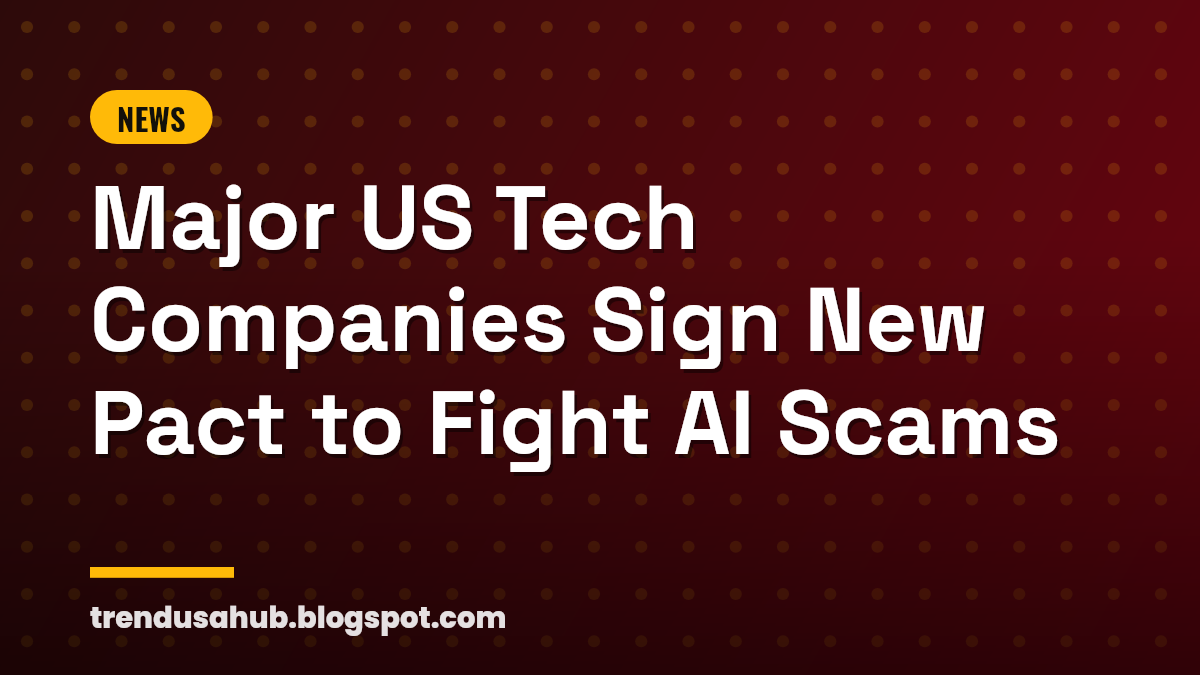 NEWS
Major US Tech
Companies Sign New
Pact to Fight AI Scams
trendusahub.blogspot.com